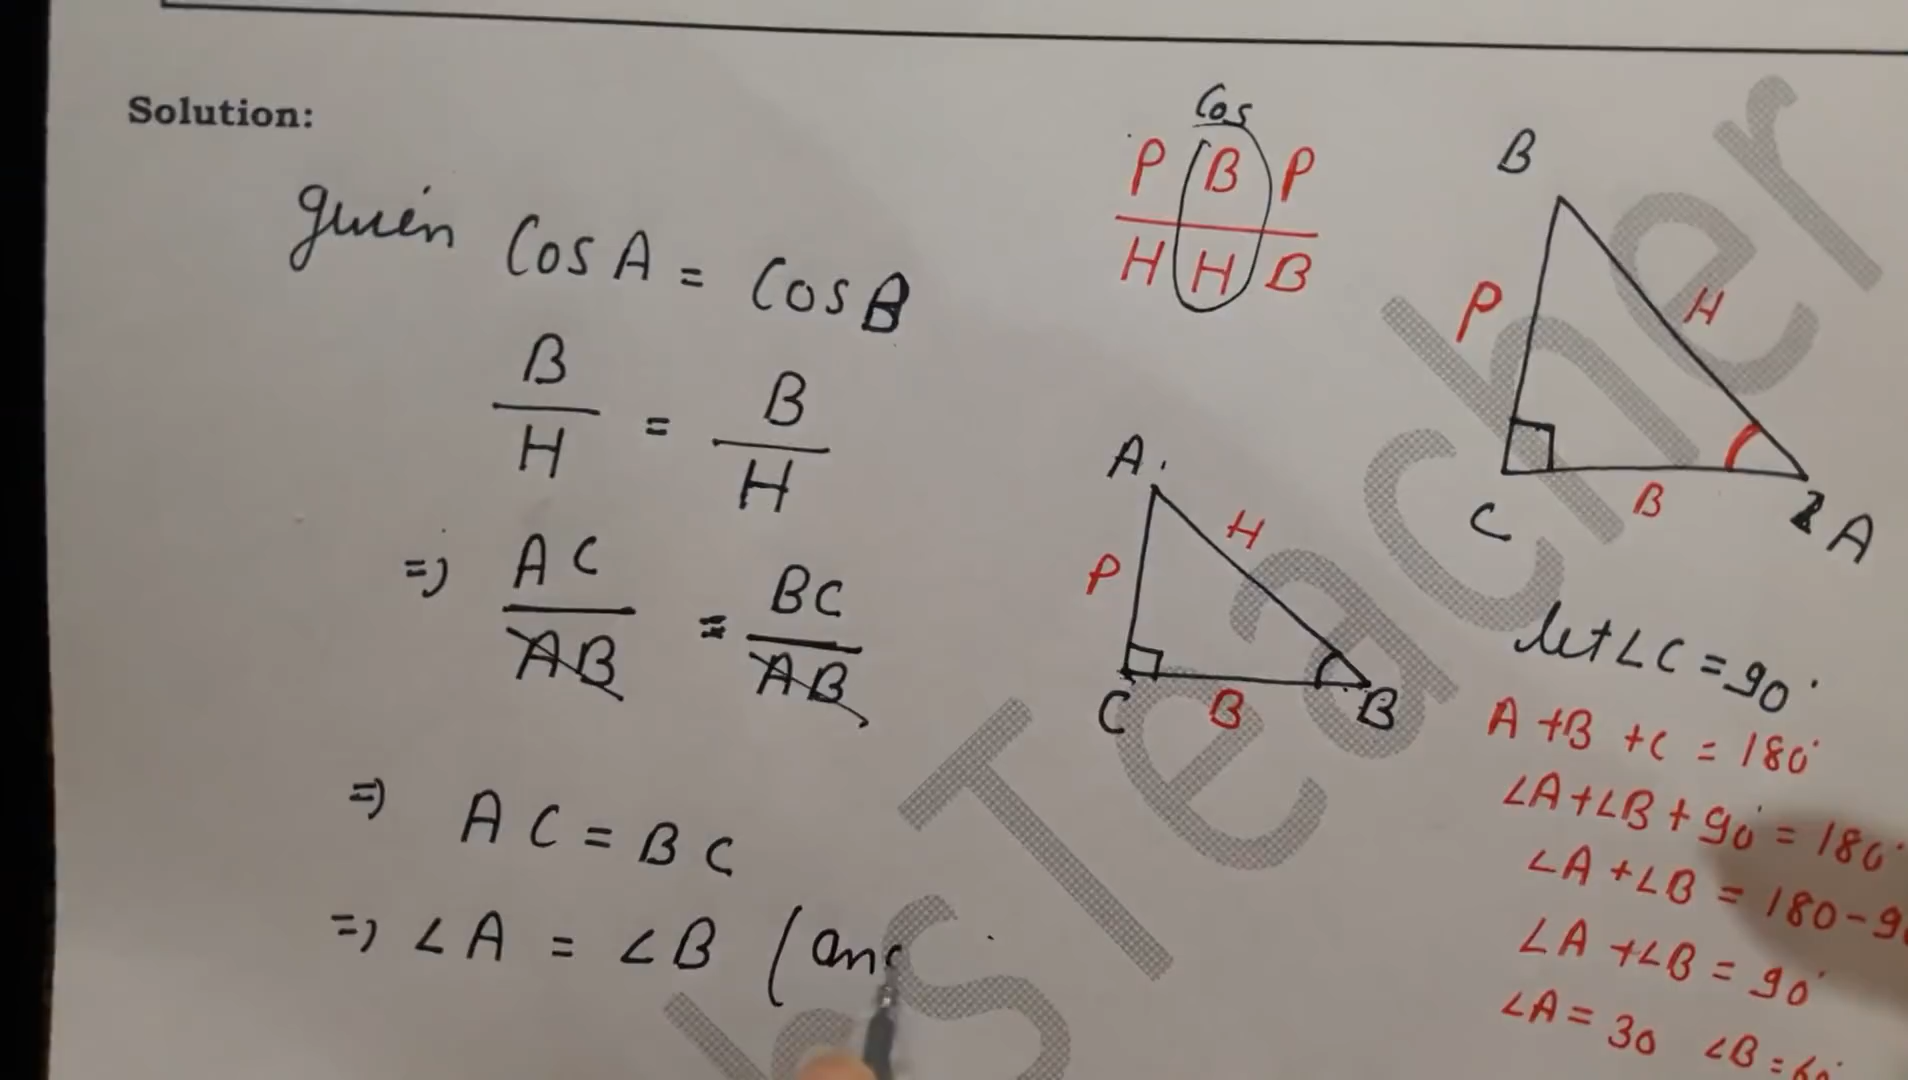 Solution:
given Cos A = Cos B
B/H = B/H
=) AC/AB = BC/AB
=) AC = BC
=) ∠A = ∠B (an
Cos
P B P
H H B
B
P H
C B A
A
P H
C B B
let ∠C = 90°
A + B + C = 180°
∠A + ∠B + 90° = 180°
∠A + ∠B = 180 - 9
∠A + ∠B = 90°
∠A = 30 ∠B =
sTeacher